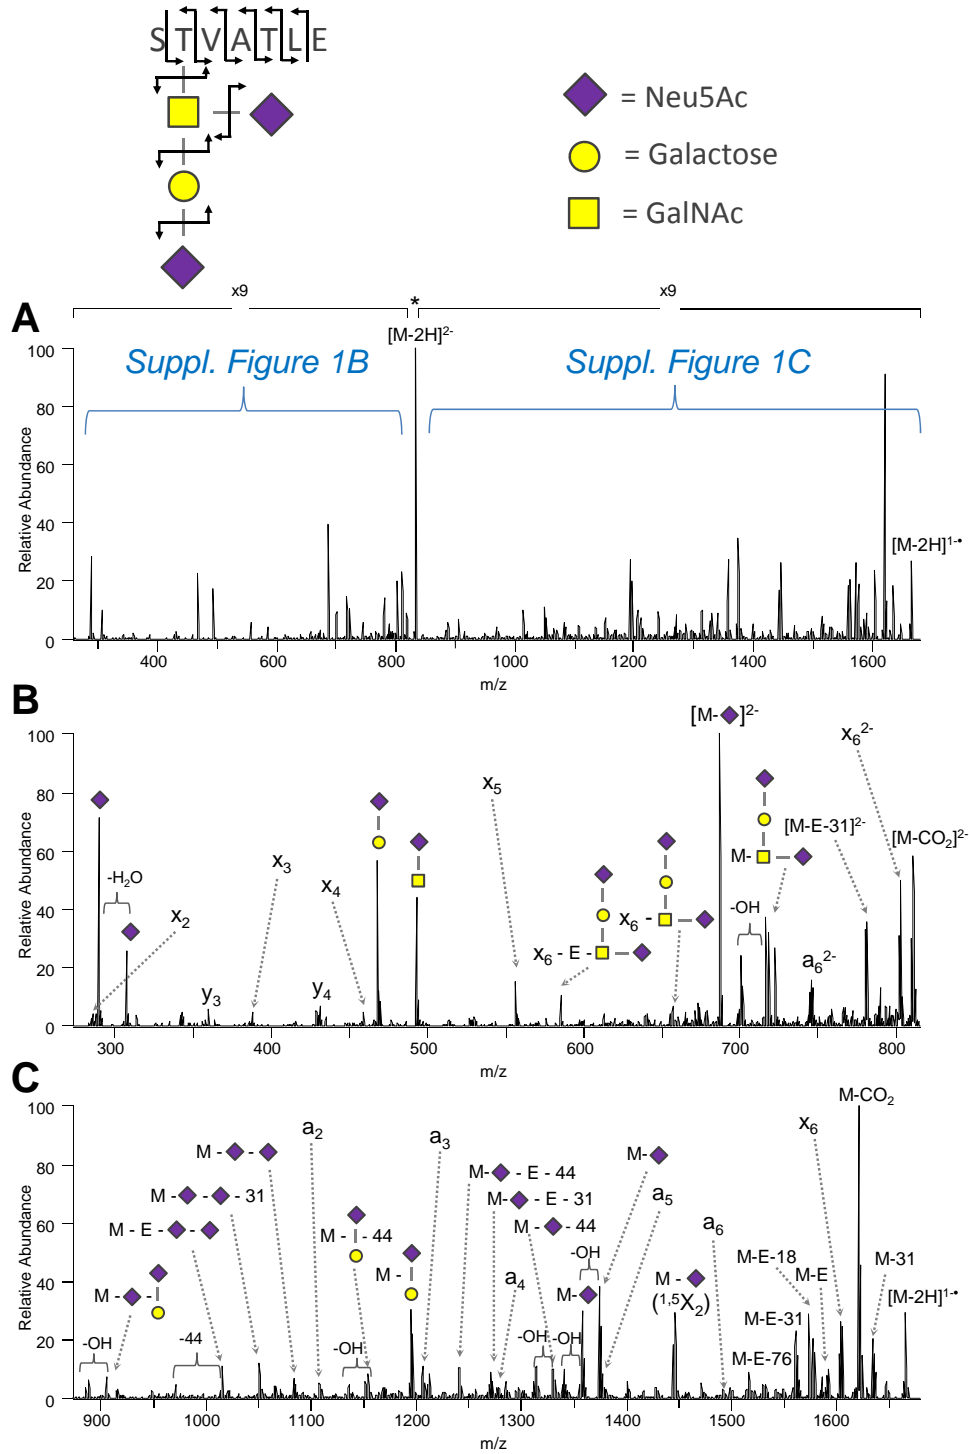 STVATLE
= Neu5Ac
= Galactose
= GalNAc
x9
*
x9
A
[M-2H]²⁻
Suppl. Figure 1B
Suppl. Figure 1C
[M-2H]¹⁻•
Relative Abundance
100
80
60
40
20
0
400
600
800
1000
1200
1400
1600
m/z
B
[M-
]²⁻
x₆²⁻
x₅
[M-E-31]²⁻
[M-CO₂]²⁻
-H₂O
x₃
x₄
x₂
M-
-OH
x₆ -
x₆ - E -
a₆²⁻
y₃
y₄
Relative Abundance
100
80
60
40
20
0
300
400
500
600
700
800
m/z
C
M-CO₂
a₂
a₃
x₆
M - - 
M-
M- - E - 44
M - - - 31
M- - E - 31
a₅
M - E - -
M - - 44
M - - 44
a₆
M-E-18
M-E
M-31
-OH
M -
M-
M -
(¹,⁵X₂)
[M-2H]¹⁻•
M - -
a₄
M-E-31
-OH
-44
-OH
-OH
-OH
M-E-76
Relative Abundance
100
80
60
40
20
0
900
1000
1100
1200
1300
1400
1500
1600
m/z